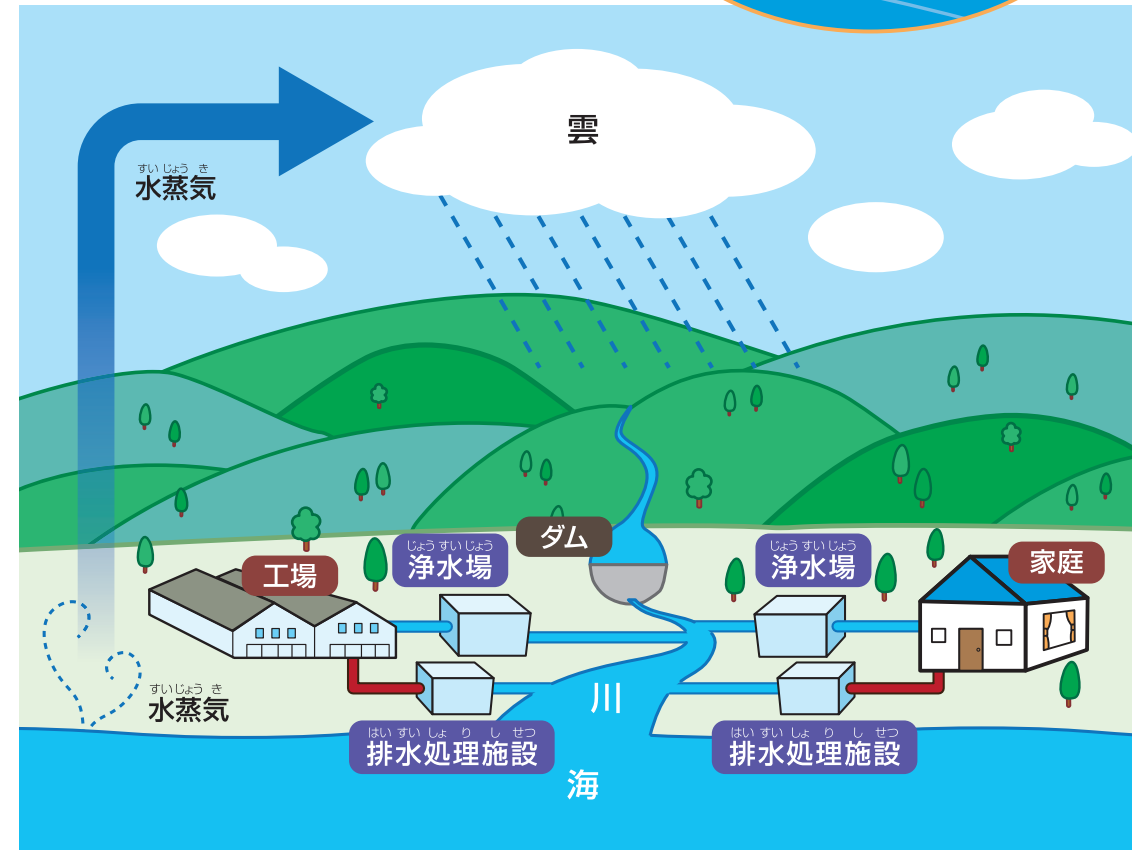 雲
すいじょうき
水蒸気
ダム
じょうすいじょう
浄水場
じょうすいじょう
浄水場
工場
家庭
すいじょうき
水蒸気
川
はいすいしょりしせつ
排水処理施設
はいすいしょりしせつ
排水処理施設
海